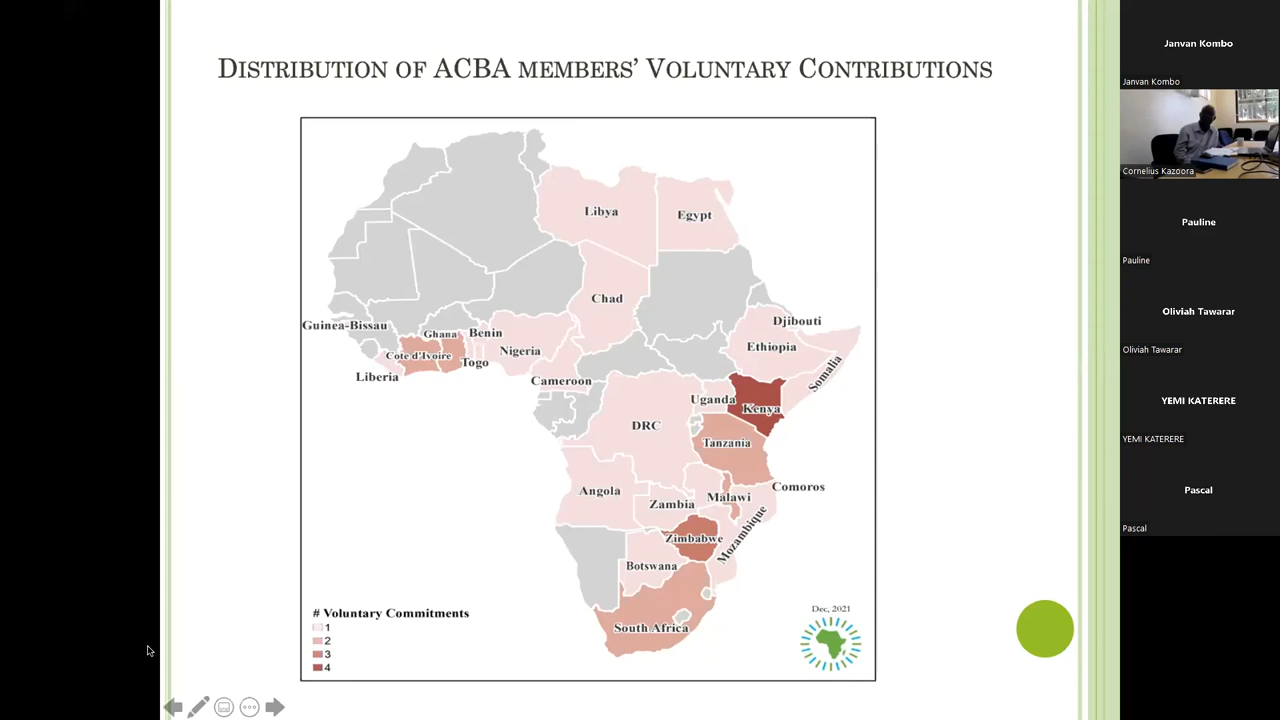 DISTRIBUTION OF ACBA MEMBERS' VOLUNTARY CONTRIBUTIONS
Libya
Egypt
Chad
Guinea-Bissau
Ghana
Benin
Djibouti
Cote d'Ivoire
Togo
Nigeria
Ethiopia
Liberia
Cameroon
Somalia
Uganda
Kenya
DRC
Tanzania
Angola
Comoros
Malawi
Zambia
Mozambique
Zimbabwe
Botswana
South Africa
# Voluntary Commitments
1
2
3
4
Dec, 2021
Janvan Kombo
Janvan Kombo
Cornelius Kazoora
Pauline
Pauline
Oliviah Tawarar
Oliviah Tawarar
YEMI KATERERE
YEMI KATERERE
Pascal
Pascal